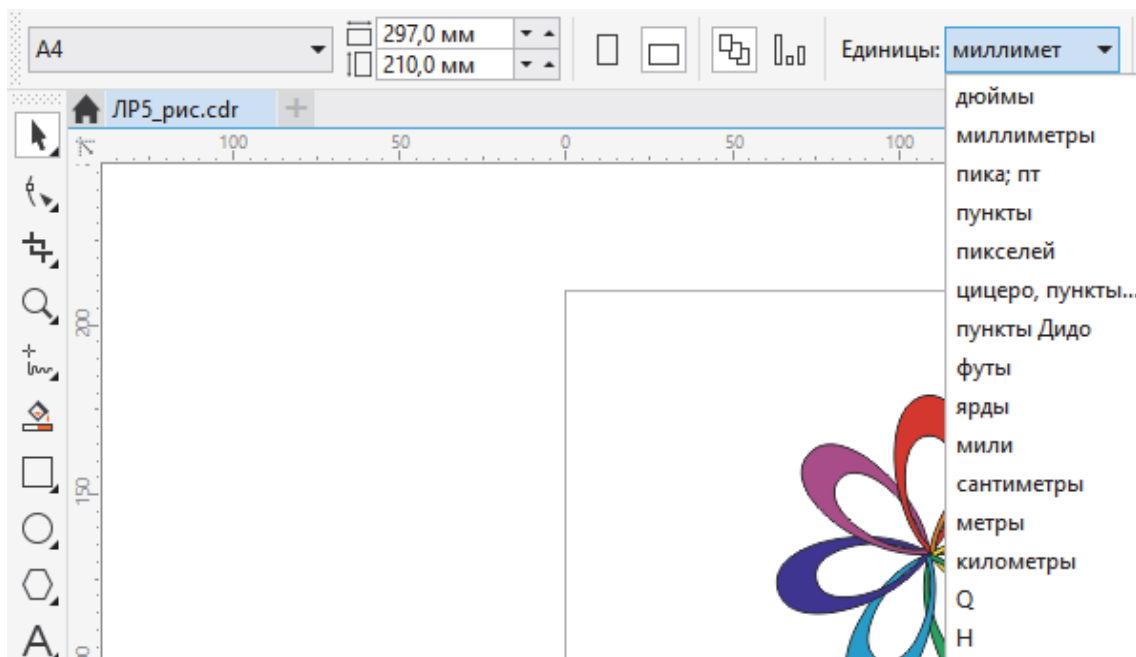 A4
297,0 мм
210,0 мм
Единицы: миллимет
ЛР5_рис.cdr
100 50 0 50 100
200
150
дюймы
миллиметры
пика; пт
пункты
пикселей
цицеро, пункты...
пункты Дидо
футы
ярды
мили
сантиметры
метры
километры
Q
H